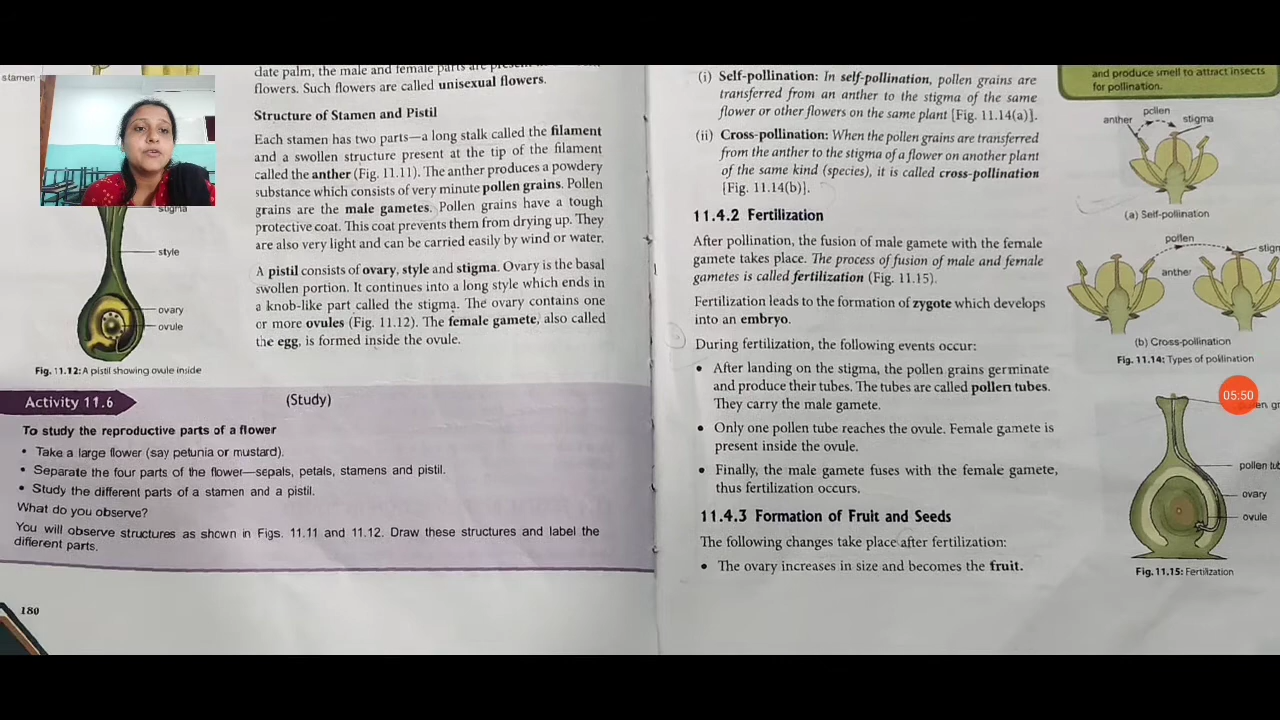 stamen
stigma
style
ovary
ovule
Fig. 11.12: A pistil showing ovule inside
date palm, the male and female parts are present
flowers. Such flowers are called unisexual flowers.
Structure of Stamen and Pistil
Each stamen has two parts—a long stalk called the filament
and a swollen structure present at the tip of the filament
called the anther (Fig. 11.11). The anther produces a powdery
substance which consists of very minute pollen grains. Pollen
grains are the male gametes. Pollen grains have a tough
protective coat. This coat prevents them from drying up. They
are also very light and can be carried easily by wind or water.
A pistil consists of ovary, style and stigma. Ovary is the basal
swollen portion. It continues into a long style which ends in
a knob-like part called the stigma. The ovary contains one
or more ovules (Fig. 11.12). The female gamete, also called
the egg, is formed inside the ovule.
Activity 11.6
(Study)
To study the reproductive parts of a flower
• Take a large flower (say petunia or mustard).
• Separate the four parts of the flower—sepals, petals, stamens and pistil.
• Study the different parts of a stamen and a pistil.
What do you observe?
You will observe structures as shown in Figs. 11.11 and 11.12. Draw these structures and label the
different parts.
180
(i) Self-pollination: In self-pollination, pollen grains are
transferred from an anther to the stigma of the same
flower or other flowers on the same plant [Fig. 11.14(a)].
(ii) Cross-pollination: When the pollen grains are transferred
from the anther to the stigma of a flower on another plant
of the same kind (species), it is called cross-pollination
[Fig. 11.14(b)].
11.4.2 Fertilization
After pollination, the fusion of male gamete with the female
gamete takes place. The process of fusion of male and female
gametes is called fertilization (Fig. 11.15).
Fertilization leads to the formation of zygote which develops
into an embryo.
During fertilization, the following events occur:
• After landing on the stigma, the pollen grains germinate
and produce their tubes. The tubes are called pollen tubes.
They carry the male gamete.
• Only one pollen tube reaches the ovule. Female gamete is
present inside the ovule.
• Finally, the male gamete fuses with the female gamete,
thus fertilization occurs.
11.4.3 Formation of Fruit and Seeds
The following changes take place after fertilization:
• The ovary increases in size and becomes the fruit.
and produce smell to attract insects
for pollination.
pollen
anther
stigma
(a) Self-pollination
pollen
stign
anther
(b) Cross-pollination
Fig. 11.14: Types of pollination
05:50
pollen tub
ovary
ovule
Fig. 11.15: Fertilization